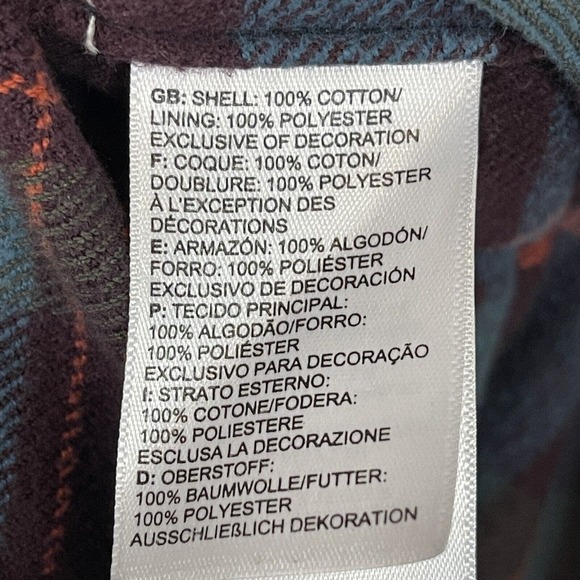 GB: SHELL: 100% COTTON/
LINING: 100% POLYESTER
EXCLUSIVE OF DECORATION
F: COQUE: 100% COTON/
DOUBLURE: 100% POLYESTER
À L'EXCEPTION DES
DÉCORATIONS
E: ARMAZÓN: 100% ALGODÓN/
FORRO: 100% POLIÉSTER
EXCLUSIVO DE DECORACIÓN
P: TECIDO PRINCIPAL:
100% ALGODÃO/FORRO:
100% POLIÉSTER
EXCLUSIVO PARA DECORAÇÃO
I: STRATO ESTERNO:
100% COTONE/FODERA:
100% POLIESTERE
ESCLUSA LA DECORAZIONE
D: OBERSTOFF:
100% BAUMWOLLE/FUTTER:
100% POLYESTER
AUSSCHLIEßLICH DEKORATION